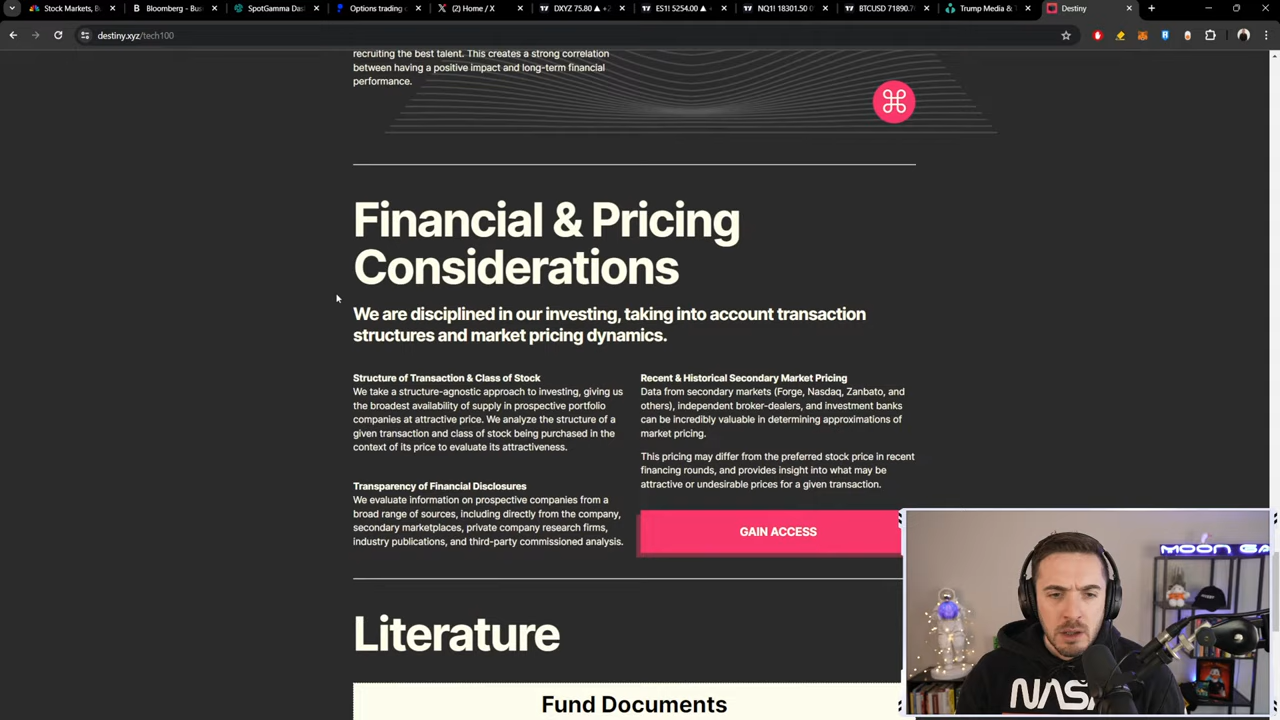 Stock Markets, B
Bloomberg - Bus
SpotGamma Dash
Options trading
(2) Home / X
DXYZ 75.80 ▲ +2
ES1! 5254.00 ▲ +
NQ1! 18301.50
BTCUSD 71890.7
Trump Media &
Destiny
destiny.xyz/tech100
recruiting the best talent. This creates a strong correlation
between having a positive impact and long-term financial
performance.
Financial & Pricing
Considerations
We are disciplined in our investing, taking into account transaction
structures and market pricing dynamics.
Structure of Transaction & Class of Stock
We take a structure-agnostic approach to investing, giving us
the broadest availability of supply in prospective portfolio
companies at attractive price. We analyze the structure of a
given transaction and class of stock being purchased in the
context of its price to evaluate its attractiveness.
Transparency of Financial Disclosures
We evaluate information on prospective companies from a
broad range of sources, including directly from the company,
secondary marketplaces, private company research firms,
industry publications, and third-party commissioned analysis.
Recent & Historical Secondary Market Pricing
Data from secondary markets (Forge, Nasdaq, Zanbato, and
others), independent broker-dealers, and investment banks
can be incredibly valuable in determining approximations of
market pricing.
This pricing may differ from the preferred stock price in recent
financing rounds, and provides insight into what may be
attractive or undesirable prices for a given transaction.
GAIN ACCESS
Literature
Fund Documents
MOON GA
NASA